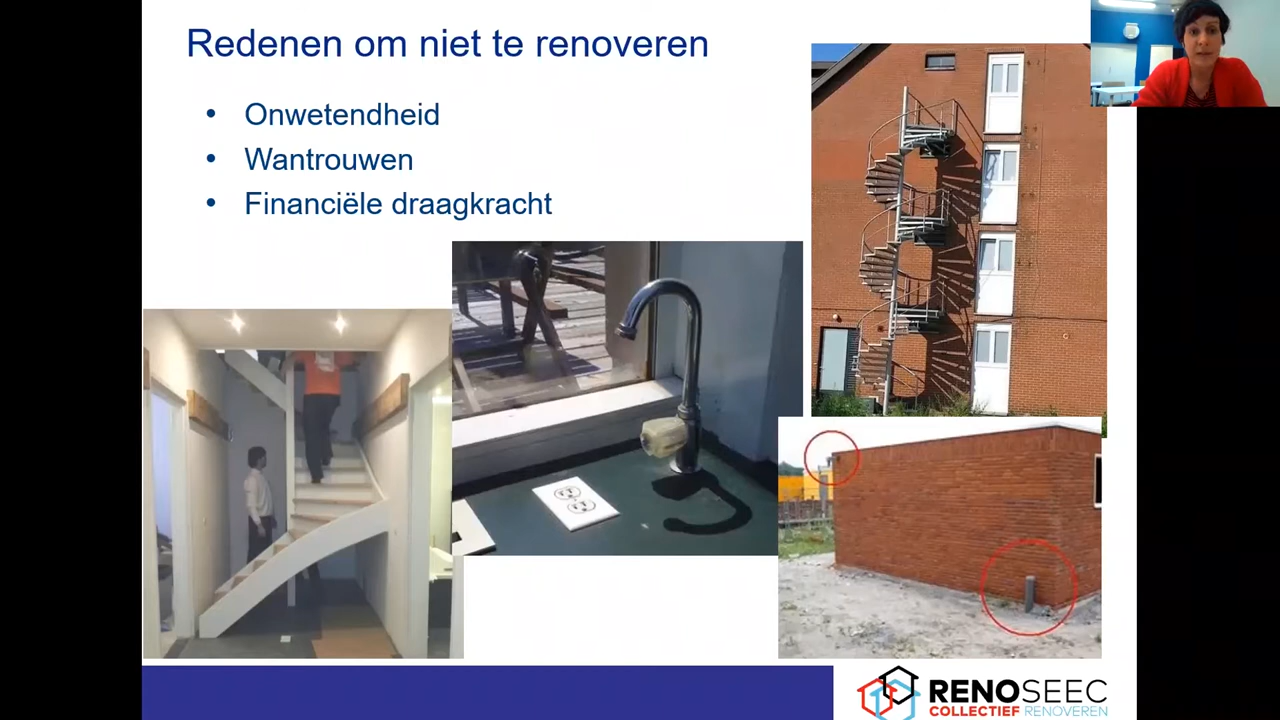 Redenen om niet te renoveren
• Onwetendheid
• Wantrouwen
• Financiële draagkracht
RENOSEEC
COLLECTIEF RENOVEREN